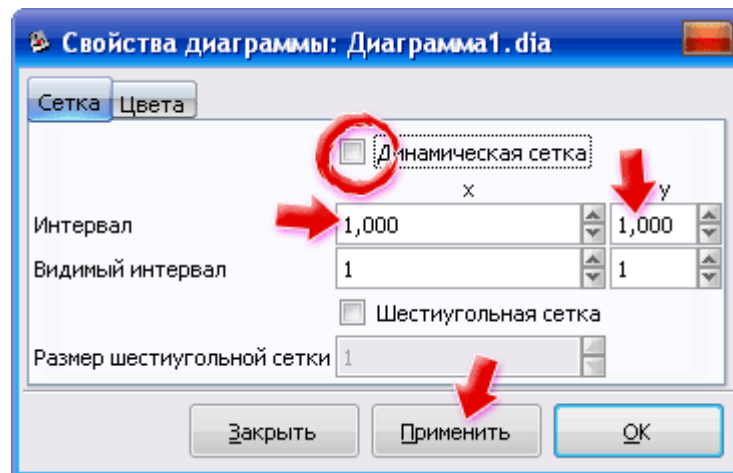 Свойства диаграммы: Диаграмма1.dia
Сетка Цвета
Динамическая сетка
x y
Интервал 1,000 1,000
Видимый интервал 1 1
Шестиугольная сетка
Размер шестиугольной сетки 1
Закрыть Применить OK